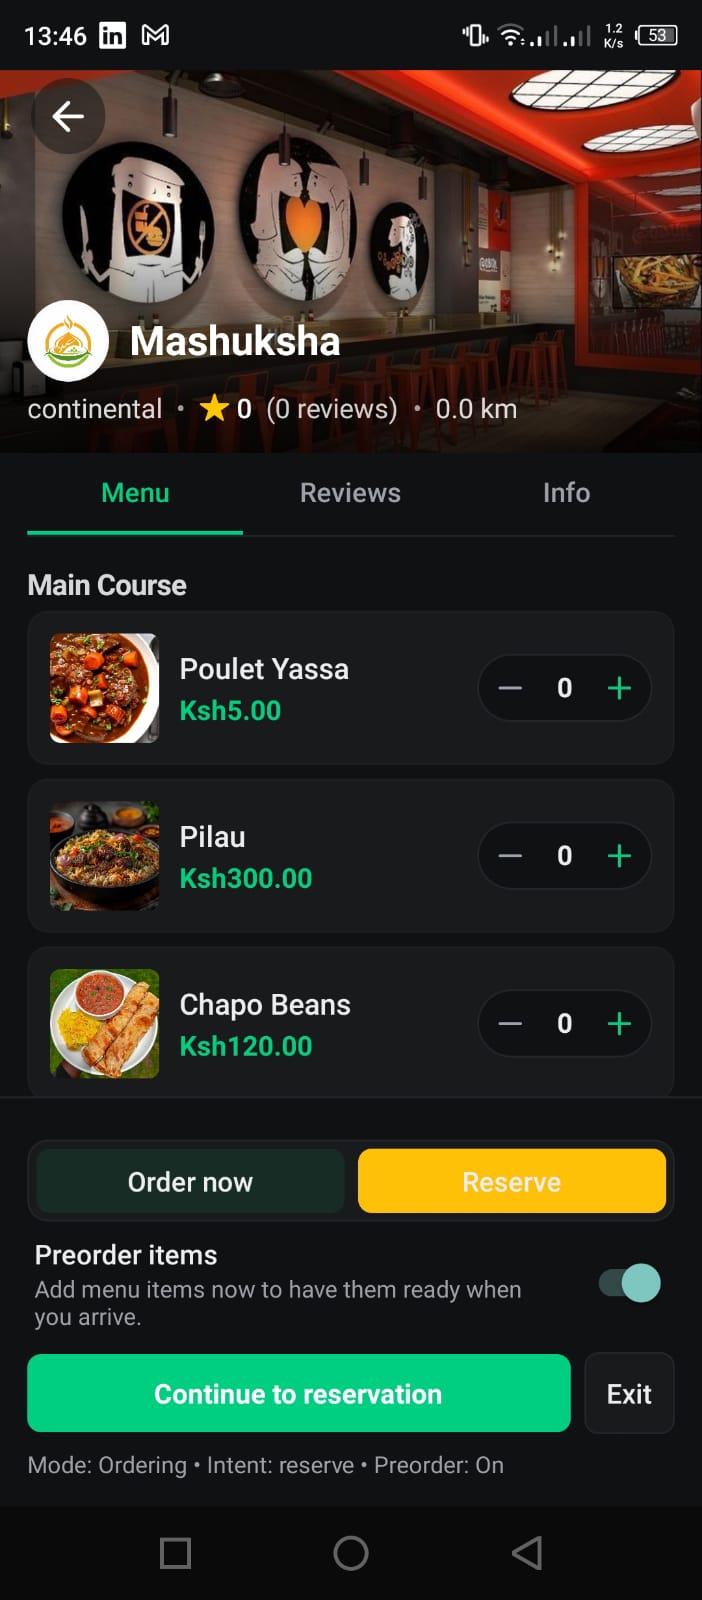 13:46
1.2
K/s
53
Mashuksha
continental • 0 (0 reviews) • 0.0 km
Menu Reviews Info
Main Course
Poulet Yassa
Ksh5.00
0
Pilau
Ksh300.00
0
Chapo Beans
Ksh120.00
0
Order now Reserve
Preorder items
Add menu items now to have them ready when
you arrive.
Continue to reservation Exit
Mode: Ordering • Intent: reserve • Preorder: On